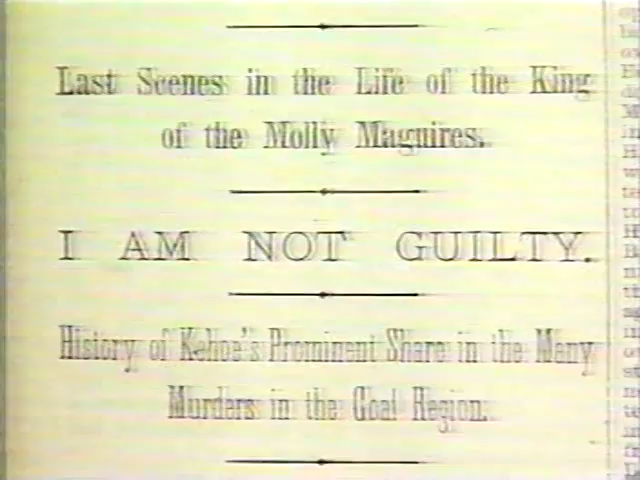 Last Scenes in the Life of the King
of the Molly Maguires.
I AM NOT GUILTY.
History of Kehoe's Prominent Share in the Many
Murders in the Coal Region.